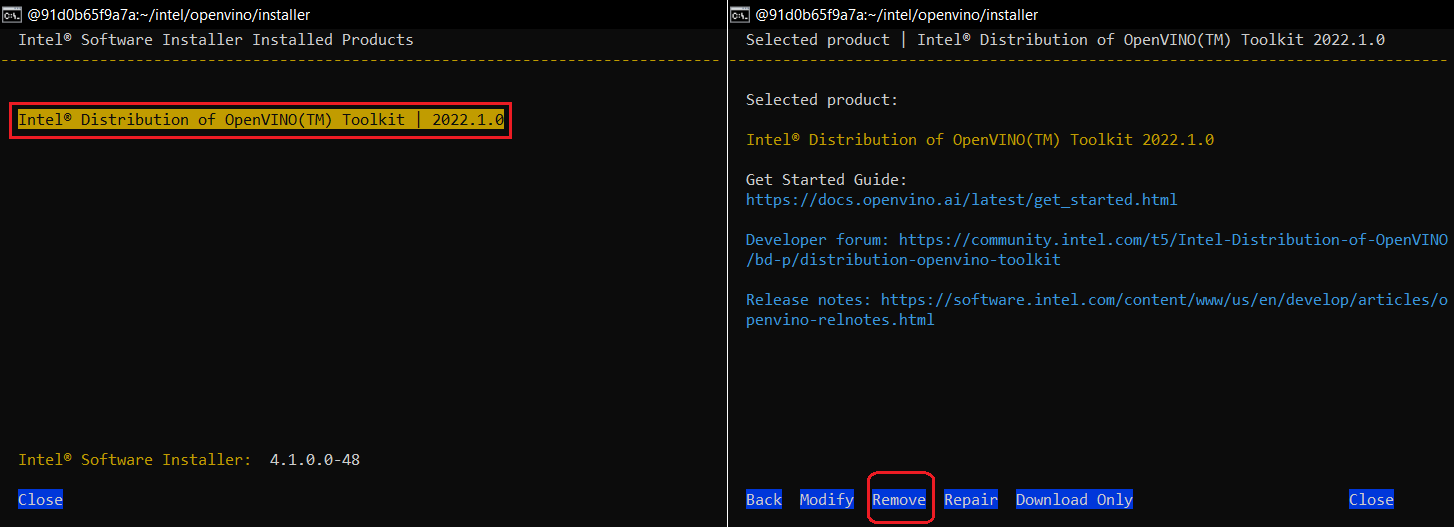 @91d0b65f9a7a:~/intel/openvino/installer
Intel® Software Installer Installed Products
--------------------------------------------------------------------------------
Intel® Distribution of OpenVINO(TM) Toolkit | 2022.1.0
Intel® Software Installer:  4.1.0.0-48
Close
@91d0b65f9a7a:~/intel/openvino/installer
Selected product | Intel® Distribution of OpenVINO(TM) Toolkit 2022.1.0
--------------------------------------------------------------------------------
Selected product:
Intel® Distribution of OpenVINO(TM) Toolkit 2022.1.0
Get Started Guide:
https://docs.openvino.ai/latest/get_started.html
Developer forum: https://community.intel.com/t5/Intel-Distribution-of-OpenVINO
/bd-p/distribution-openvino-toolkit
Release notes: https://software.intel.com/content/www/us/en/develop/articles/o
penvino-relnotes.html
Back Modify Remove Repair Download Only Close